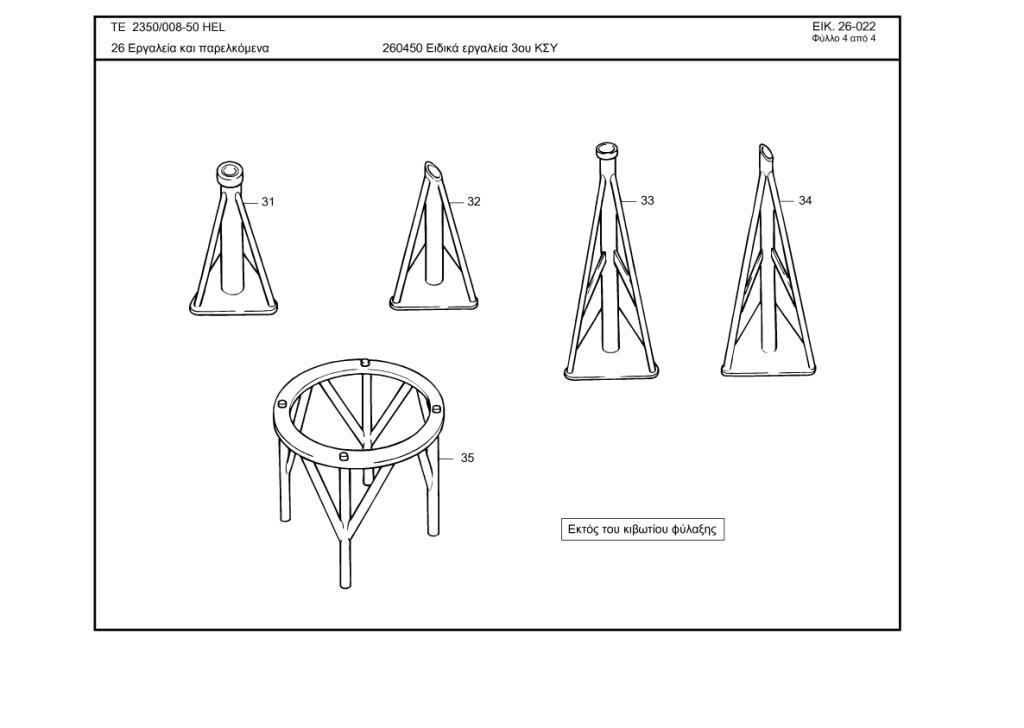 ΤΕ 2350/008-50 HEL
ΕΙΚ. 26-022
Φύλλο 4 από 4
26 Εργαλεία και παρελκόμενα
260450 Ειδικά εργαλεία 3ου ΚΣΥ
31
32
33
34
35
Εκτός του κιβωτίου φύλαξης